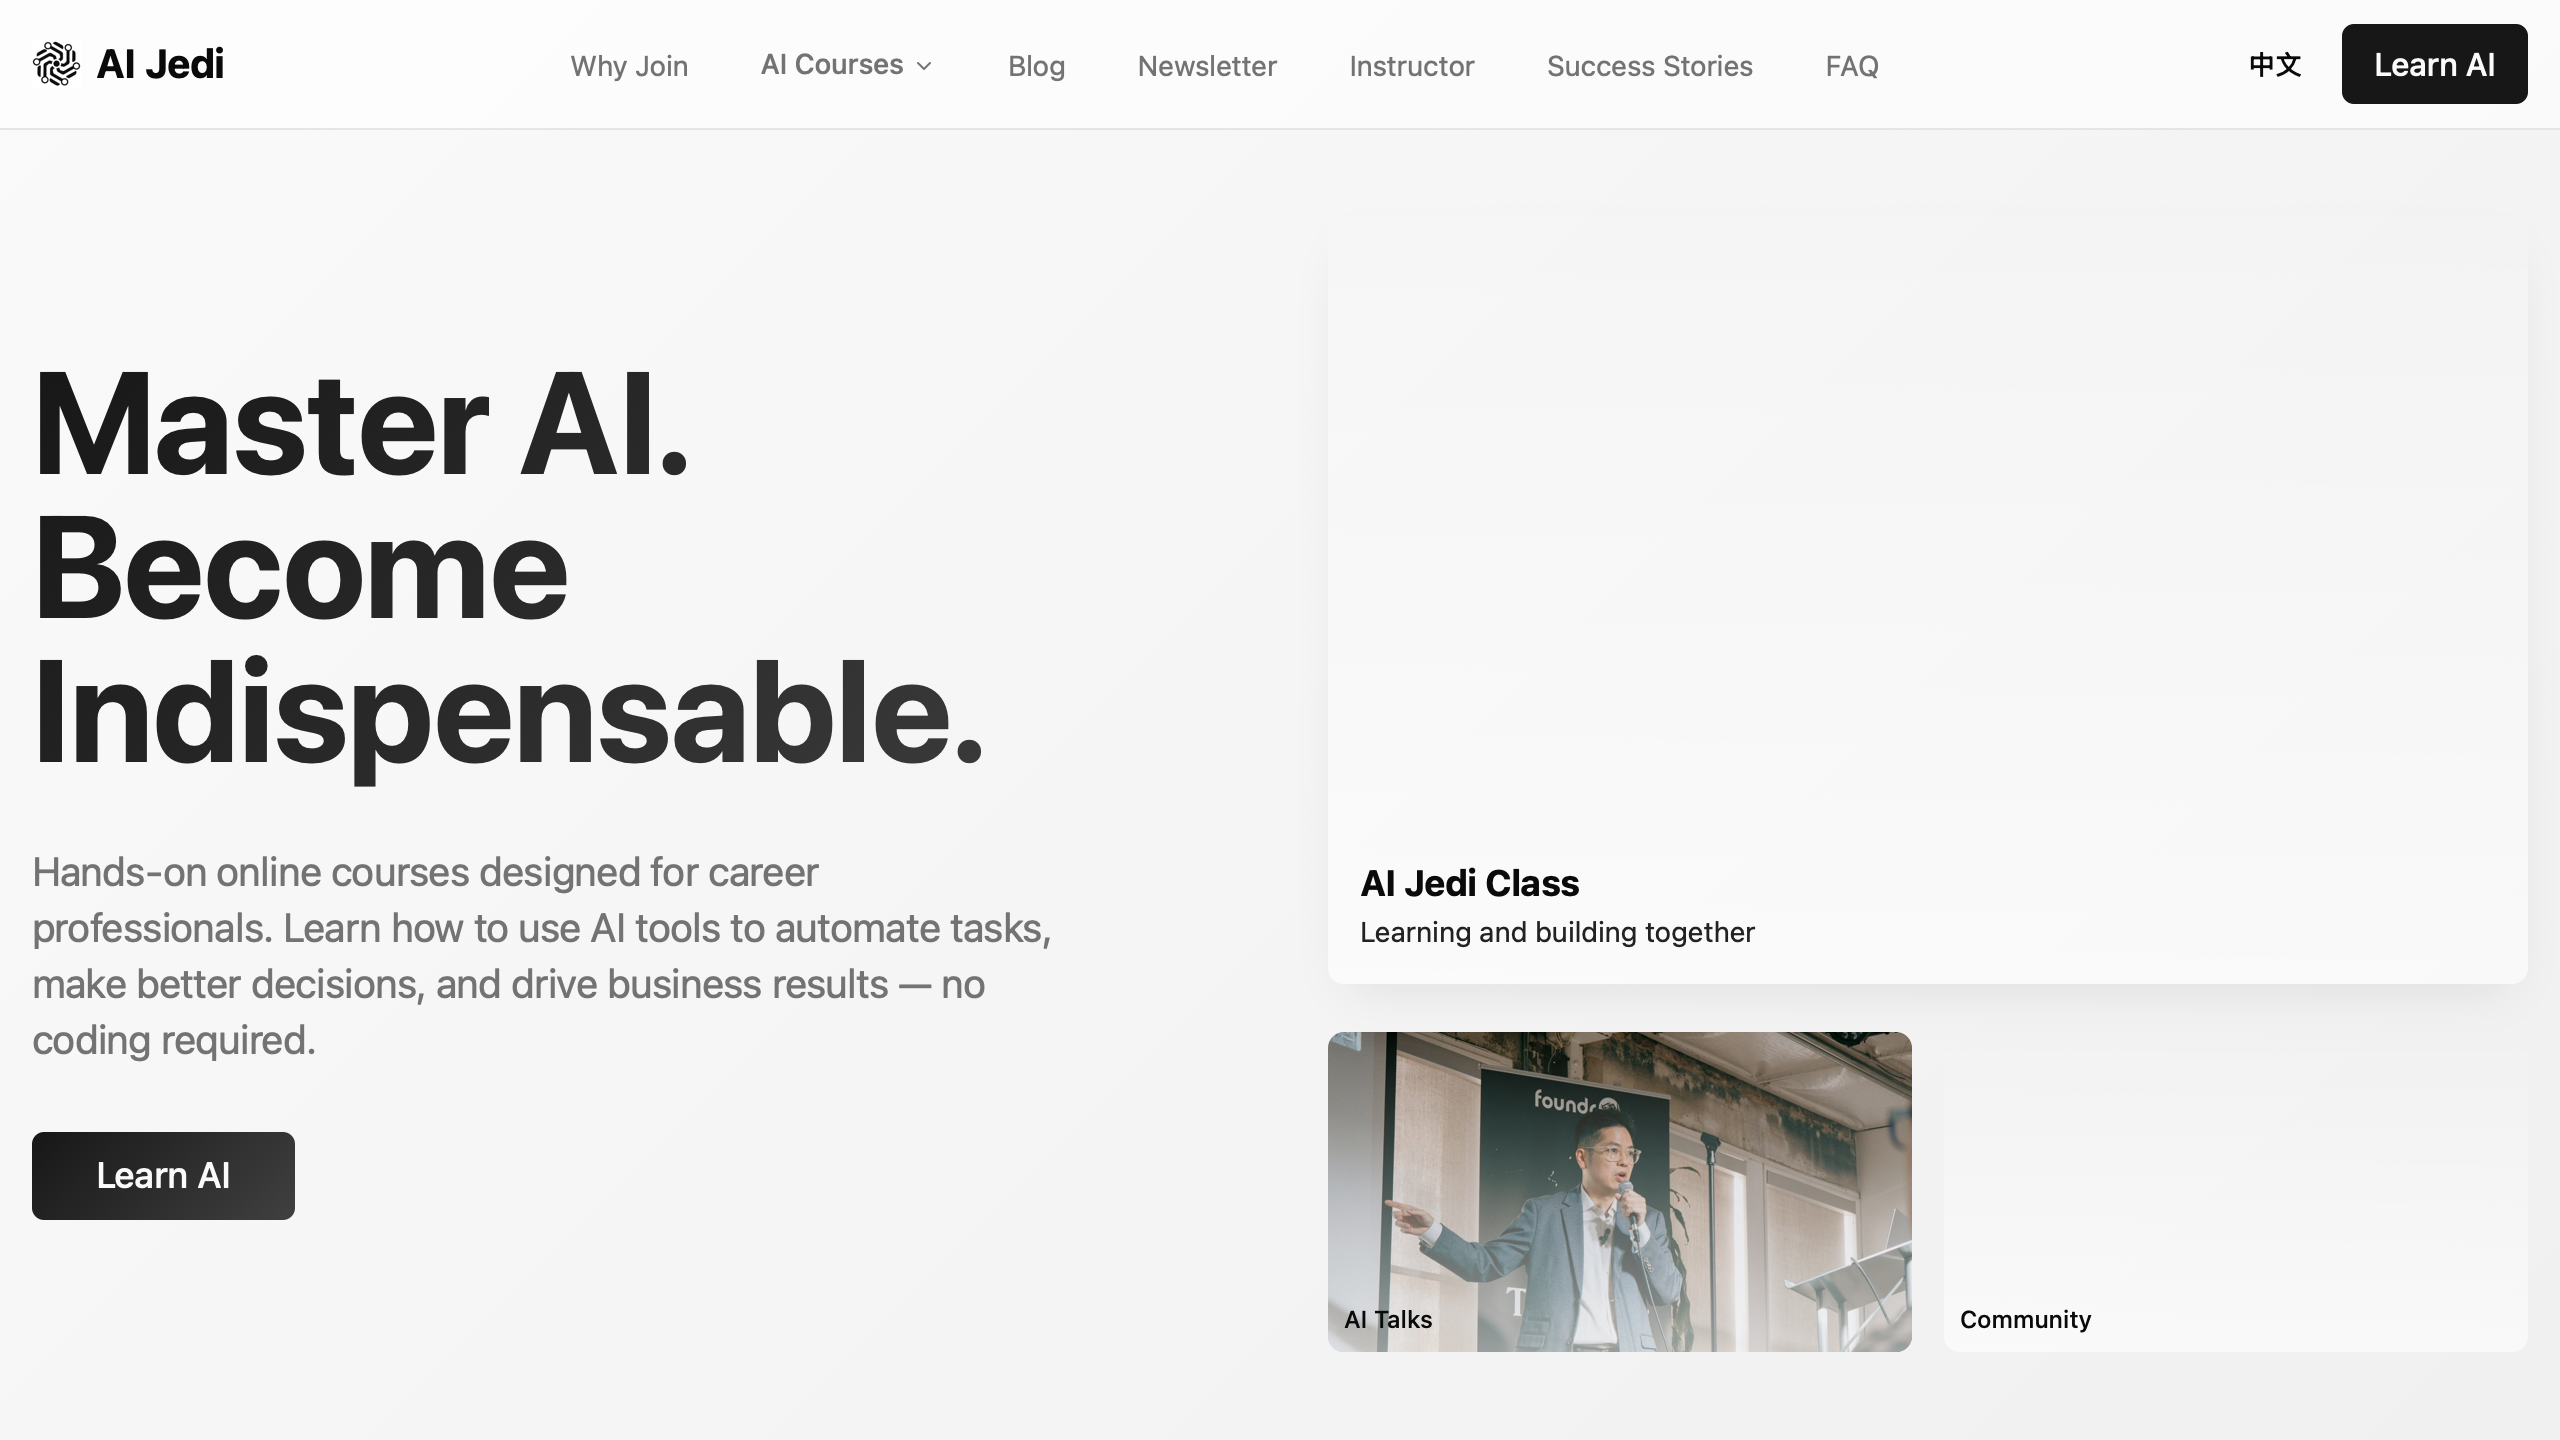 AI Jedi
Why Join
AI Courses
Blog
Newsletter
Instructor
Success Stories
FAQ
中文
Learn AI
Master AI.
Become
Indispensable.
Hands-on online courses designed for career
professionals. Learn how to use AI tools to automate tasks,
make better decisions, and drive business results — no
coding required.
Learn AI
AI Jedi Class
Learning and building together
foundr
AI Talks
Community